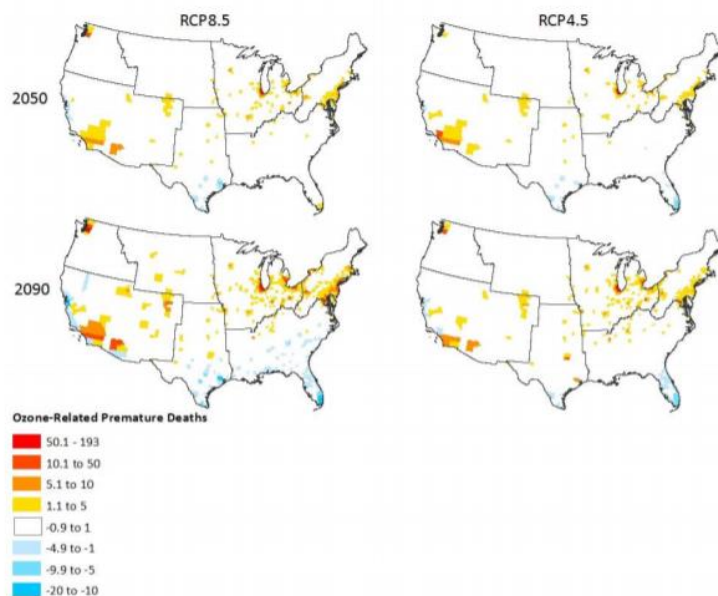 RCP8.5
RCP4.5
2050
2090
Ozone-Related Premature Deaths
50.1 - 193
10.1 to 50
5.1 to 10
1.1 to 5
-0.9 to 1
-4.9 to -1
-9.9 to -5
-20 to -10